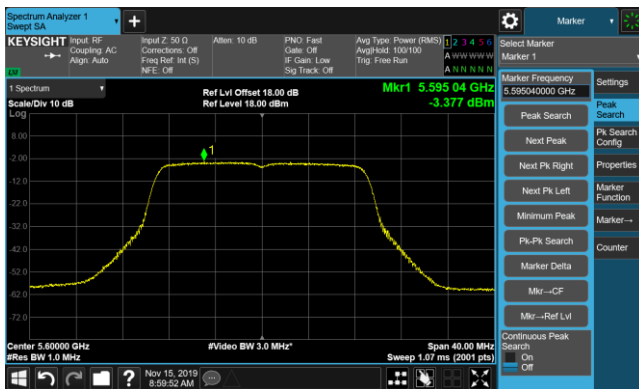 Spectrum Analyzer 1
Swept SA
Marker
KEYSIGHT
Input: RF
Coupling: AC
Align: Auto
Input Z: 50 Ω
Corrections: Off
Freq Ref: Int (S)
NFE: Off
Atten: 10 dB
PNO: Fast
Gate: Off
IF Gain: Low
Sig Track: Off
Avg Type: Power (RMS)
Avg|Hold: 100/100
Trig: Free Run
1 2 3 4 5 6
A W W W W W
A N N N N N
Select Marker
Marker 1
1 Spectrum
Scale/Div 10 dB
Log
Ref Lvl Offset 18.00 dB
Ref Level 18.00 dBm
Mkr1 5.595 04 GHz
-3.377 dBm
8.00
-2.00
-12.0
-22.0
-32.0
-42.0
-52.0
-62.0
-72.0
1
Center 5.60000 GHz
#Res BW 1.0 MHz
#Video BW 3.0 MHz*
Span 40.00 MHz
Sweep 1.07 ms (2001 pts)
Marker Frequency
5.595040000 GHz
Peak Search
Next Peak
Next Pk Right
Next Pk Left
Minimum Peak
Pk-Pk Search
Marker Delta
Mkr→CF
Mkr→Ref Lvl
Continuous Peak
Search
On
Off
Settings
Peak
Search
Pk Search
Config
Properties
Marker
Function
Marker→
Counter
Nov 15, 2019
8:59:52 AM